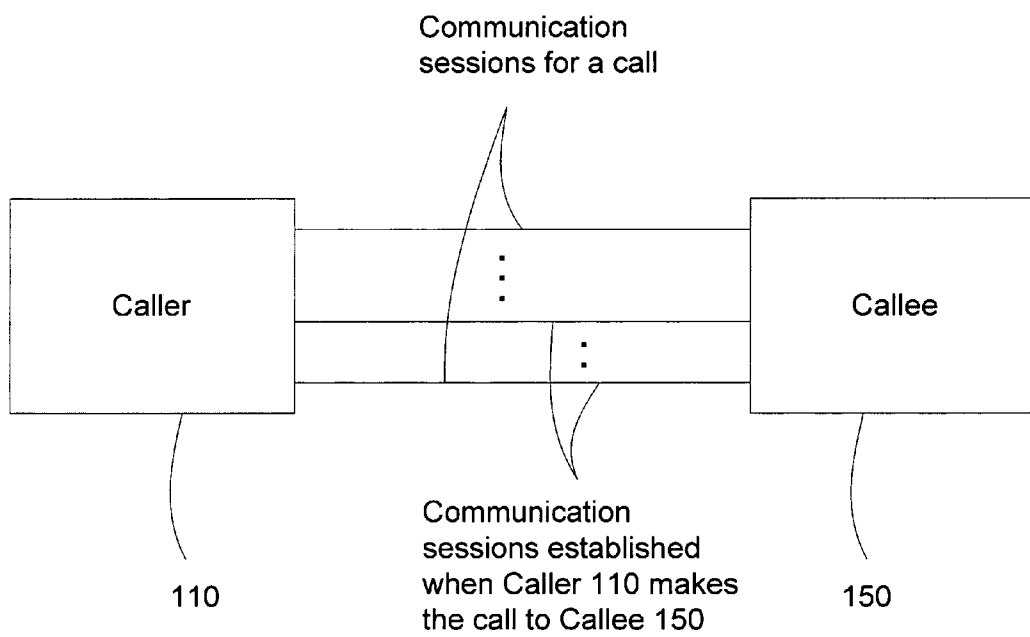 Communication
sessions for a call
Caller
Callee
Communication
sessions established
when Caller 110 makes
the call to Callee 150
110
150